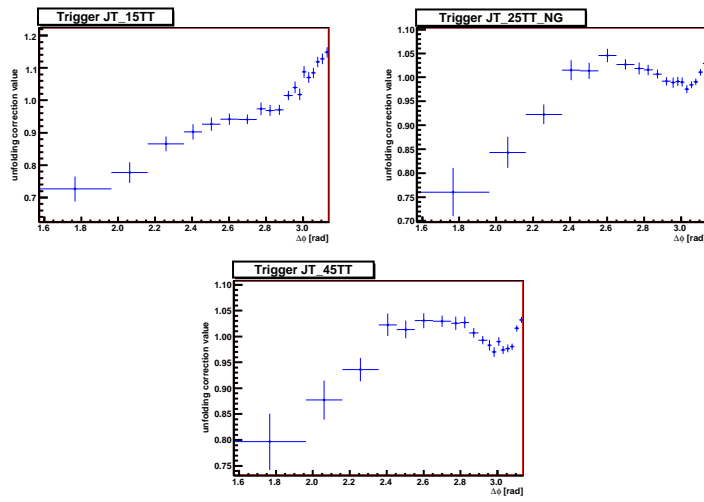 Trigger JT_15TT
unfolding correction value
1.2
1.1
1.0
0.9
0.8
0.7
1.6 1.8 2.0 2.2 2.4 2.6 2.8 3.0
Δϕ [rad]
Trigger JT_25TT_NG
unfolding correction value
1.10
1.05
1.00
0.95
0.90
0.85
0.80
0.75
0.70
1.6 1.8 2.0 2.2 2.4 2.6 2.8 3.0
Δϕ [rad]
Trigger JT_45TT
unfolding correction value
1.10
1.05
1.00
0.95
0.90
0.85
0.80
0.75
1.6 1.8 2.0 2.2 2.4 2.6 2.8 3.0
Δϕ [rad]